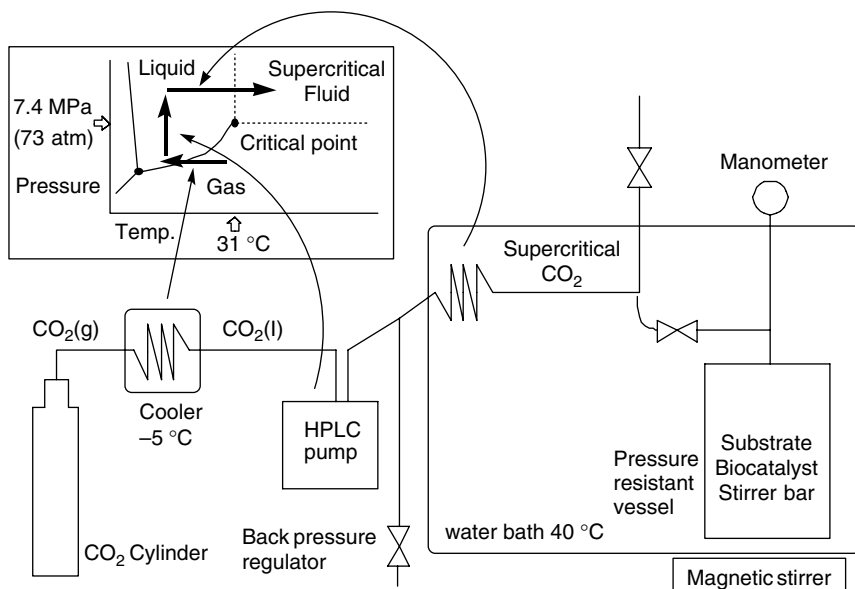 Liquid
Supercritical
Fluid
7.4 MPa
(73 atm)
Critical point
Pressure
Gas
Temp.
31 °C
Manometer
Supercritical
CO2
CO2(g)
CO2(l)
Cooler
–5 °C
HPLC
pump
Substrate
Biocatalyst
Stirrer bar
Pressure
resistant
vessel
CO2 Cylinder
Back pressure
regulator
water bath 40 °C
Magnetic stirrer